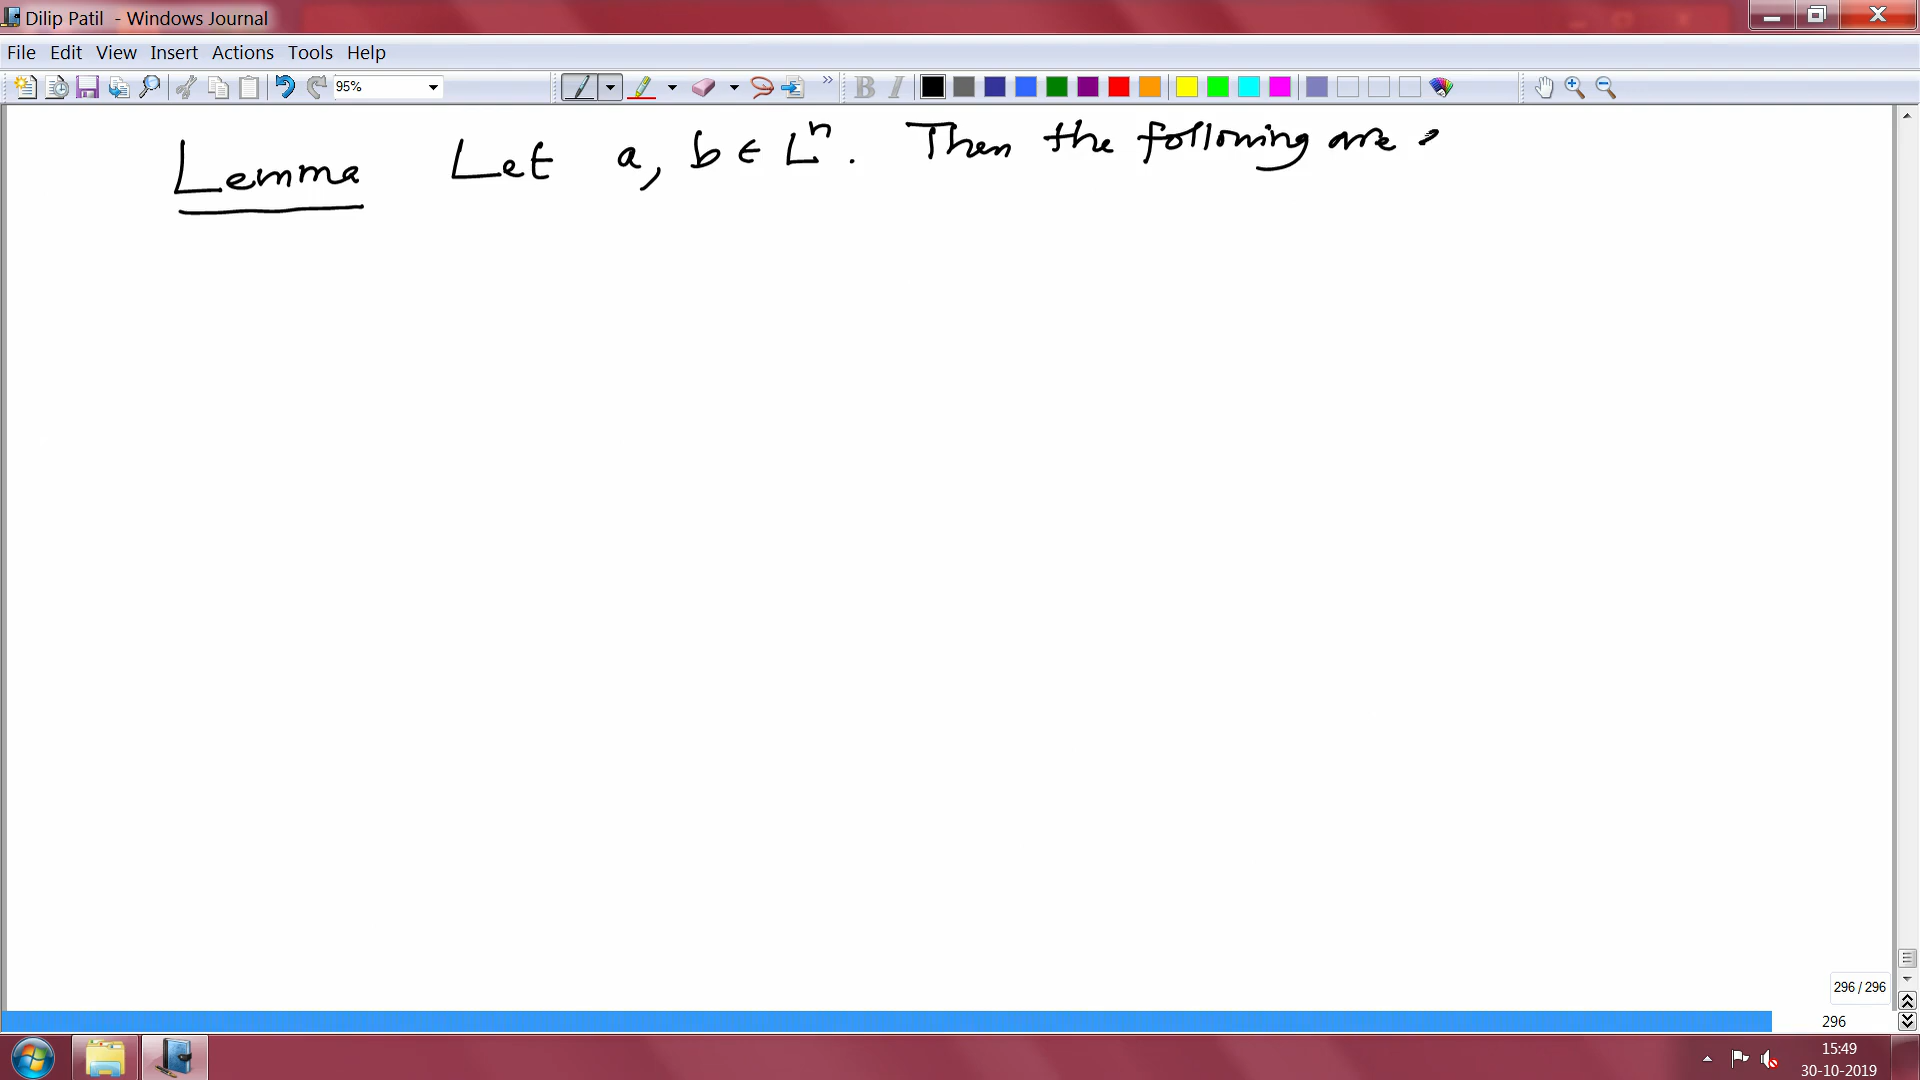 Dilip Patil - Windows Journal
File Edit View Insert Actions Tools Help
95% B I
Lemma Let a, b ∈ Lⁿ. Then the following are
296 / 296
296
15:49
30-10-2019